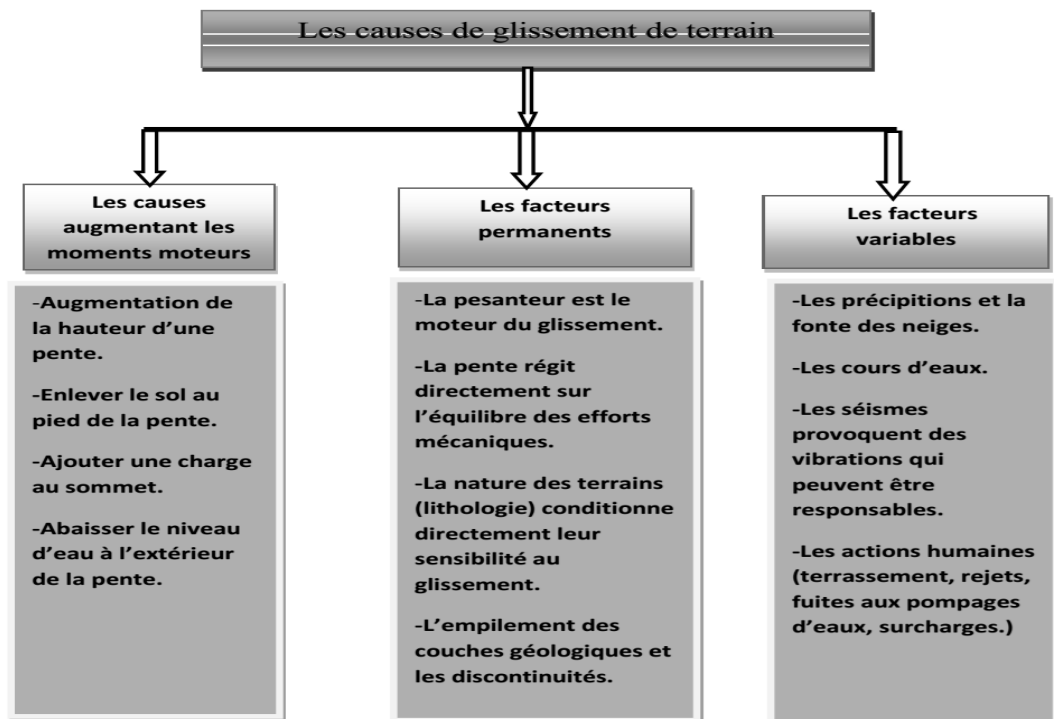 Les causes de glissement de terrain
Les causes
augmentant les
moments moteurs
-Augmentation de
la hauteur d’une
pente.
-Enlever le sol au
pied de la pente.
-Ajouter une charge
au sommet.
-Abaisser le niveau
d’eau à l’extérieur
de la pente.
Les facteurs
permanents
-La pesanteur est le
moteur du glissement.
-La pente régit
directement sur
l’équilibre des efforts
mécaniques.
-La nature des terrains
(lithologie) conditionne
directement leur
sensibilité au
glissement.
-L’empilement des
couches géologiques et
les discontinuités.
Les facteurs
variables
-Les précipitions et la
fonte des neiges.
-Les cours d’eaux.
-Les séismes
provoquent des
vibrations qui
peuvent être
responsables.
-Les actions humaines
(terrassement, rejets,
fuites aux pompages
d’eaux, surcharges.)